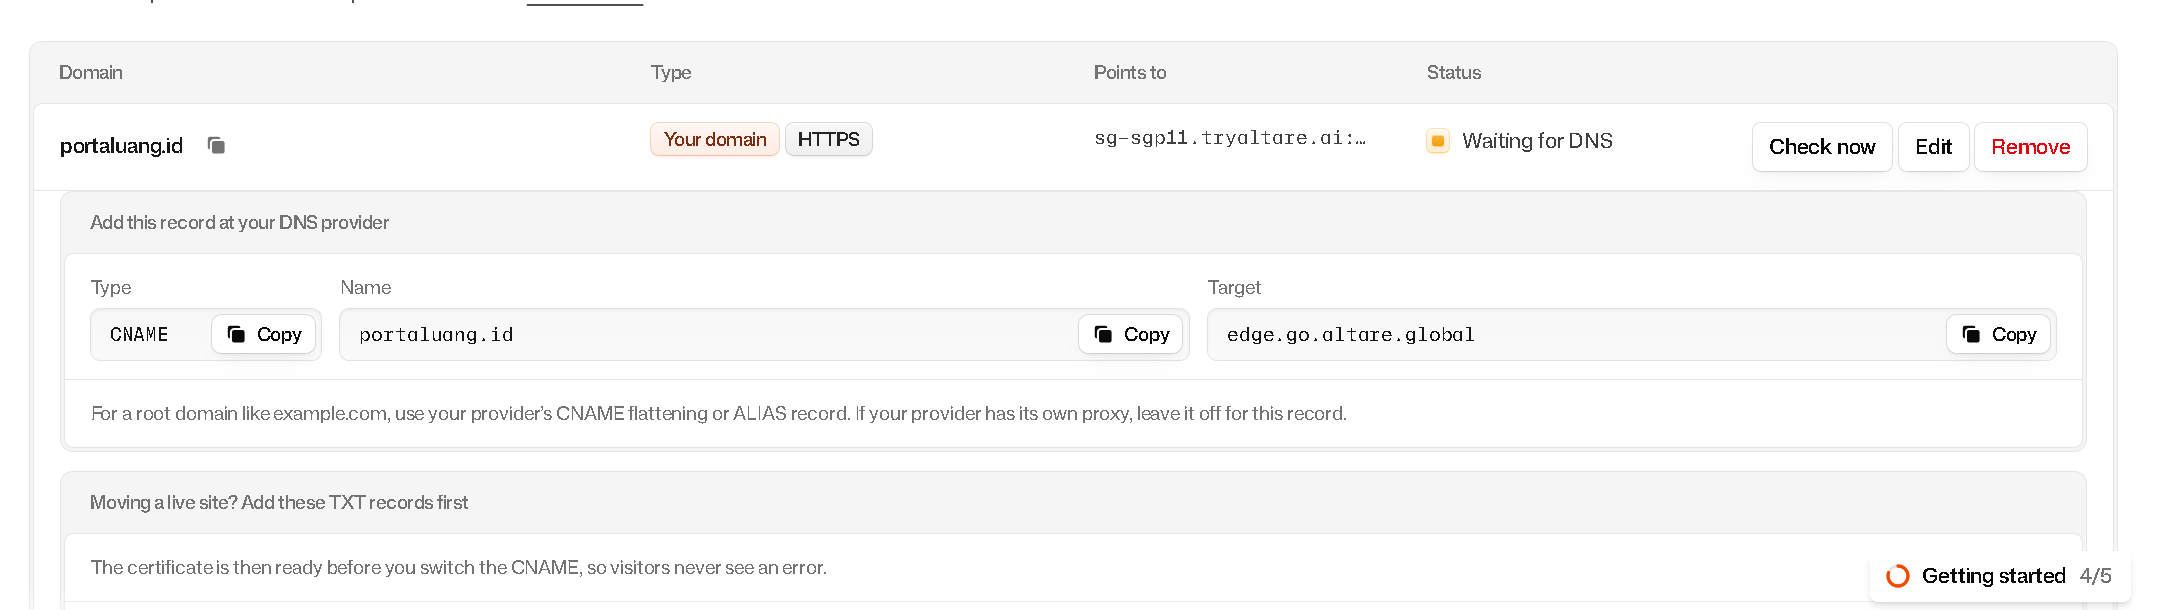 Domain Type Points to Status
portaluang.id Your domain HTTPS sg-sgp11.tryaltare.ai:… Waiting for DNS Check now Edit Remove
Add this record at your DNS provider
Type Name Target
CNAME Copy portaluang.id Copy edge.go.altare.global Copy
For a root domain like example.com, use your provider's CNAME flattening or ALIAS record. If your provider has its own proxy, leave it off for this record.
Moving a live site? Add these TXT records first
The certificate is then ready before you switch the CNAME, so visitors never see an error.
Getting started 4/5